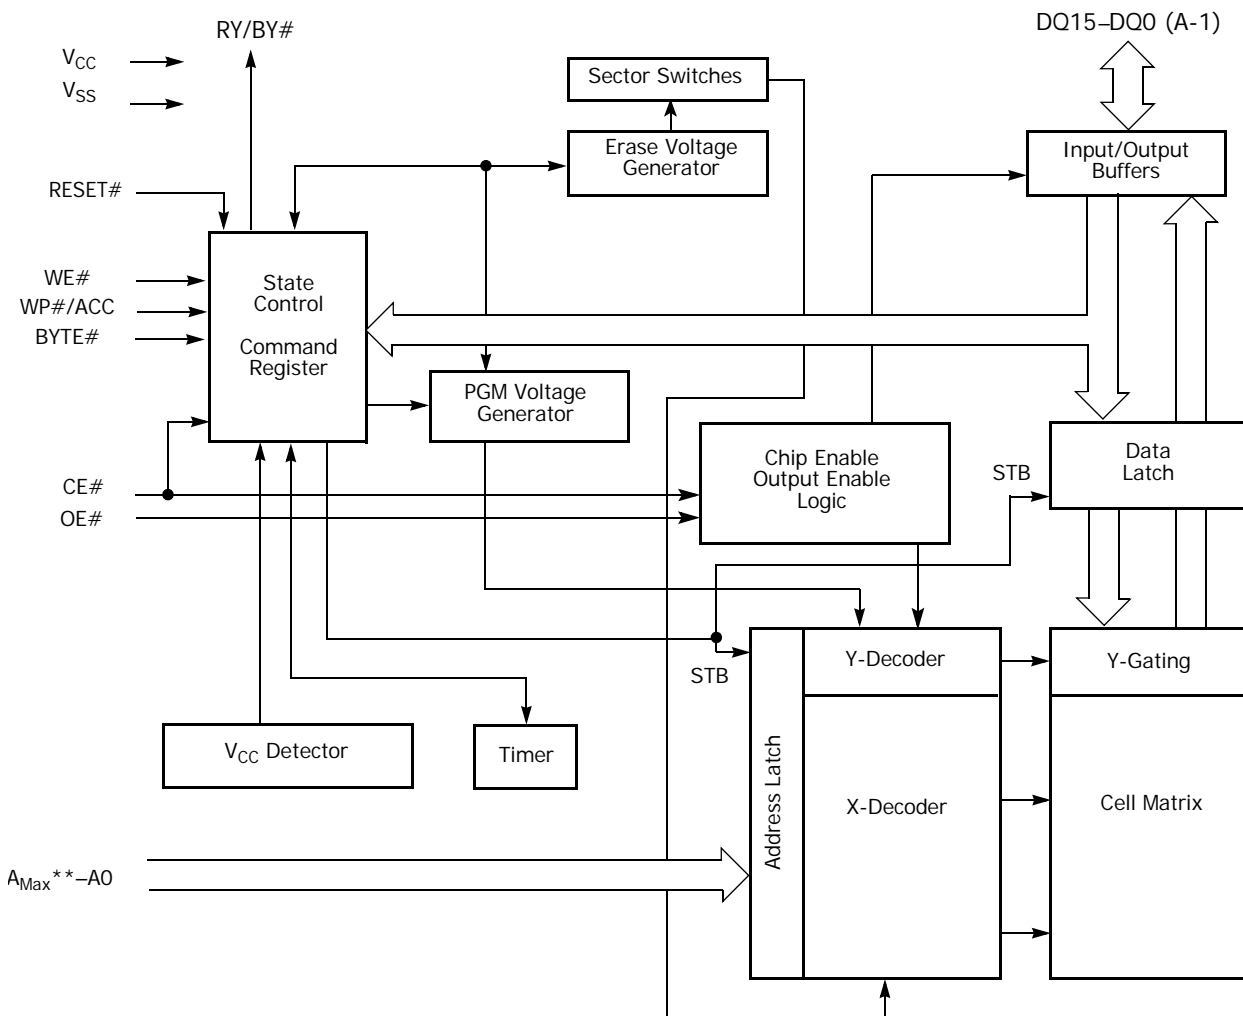 RY/BY#
DQ15–DQ0 (A-1)
VCC
VSS
Sector Switches
Erase Voltage
Generator
Input/Output
Buffers
RESET#
WE#
WP#/ACC
BYTE#
State
Control
Command
Register
PGM Voltage
Generator
Chip Enable
Output Enable
Logic
Data
Latch
STB
CE#
OE#
STB
Y-Decoder
Y-Gating
VCC Detector
Timer
Address Latch
X-Decoder
Cell Matrix
AMax**–A0